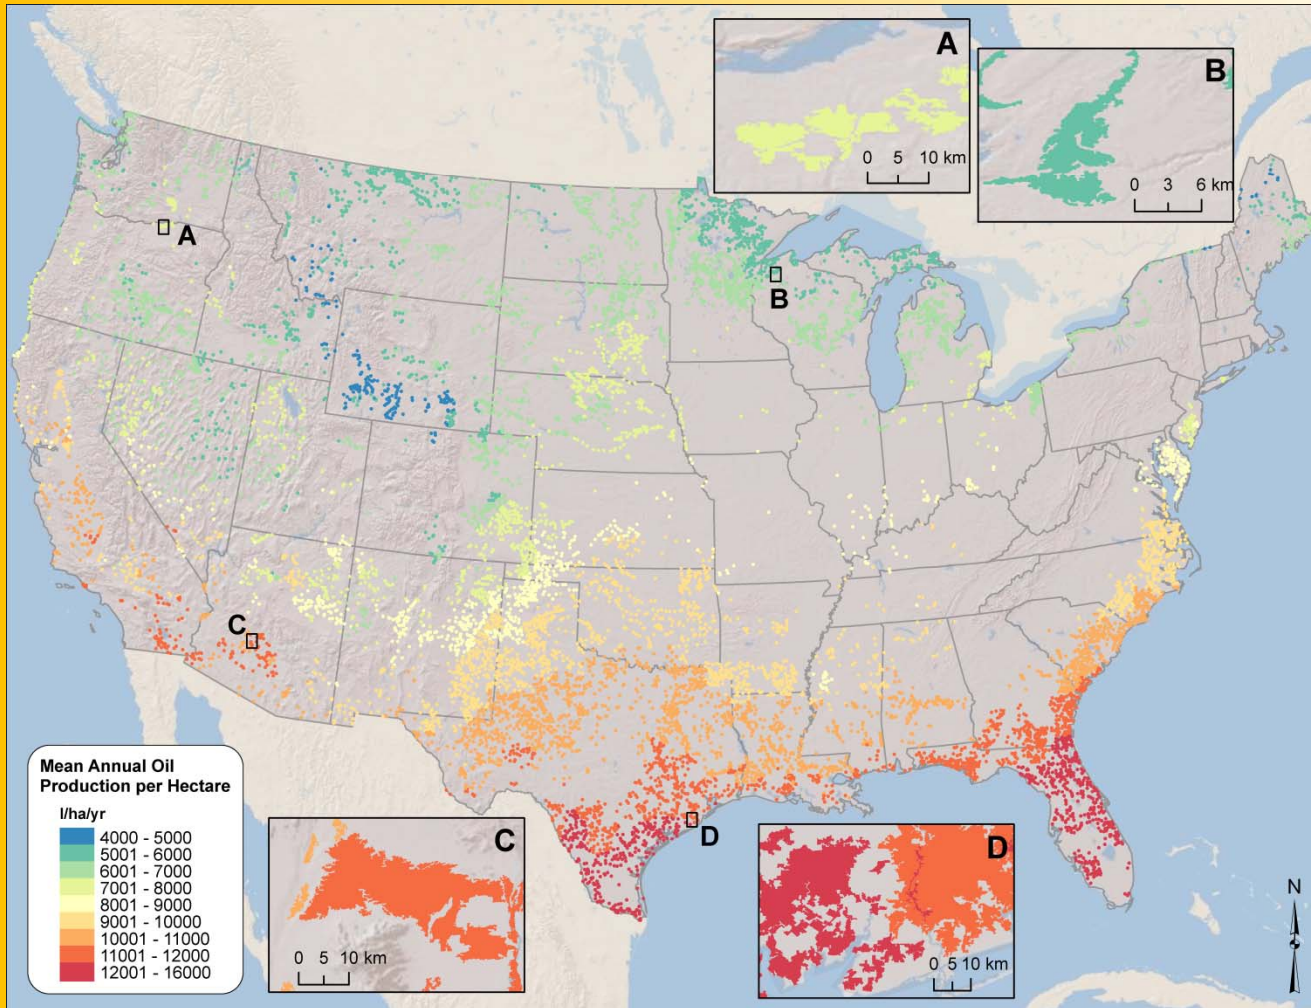 A
B
0 5 10 km
0 3 6 km
A
B
C
D
Mean Annual Oil
Production per Hectare
l/ha/yr
4000 - 5000
5001 - 6000
6001 - 7000
7001 - 8000
8001 - 9000
9001 - 10000
10001 - 11000
11001 - 12000
12001 - 16000
C
0 5 10 km
D
0 5 10 km
N